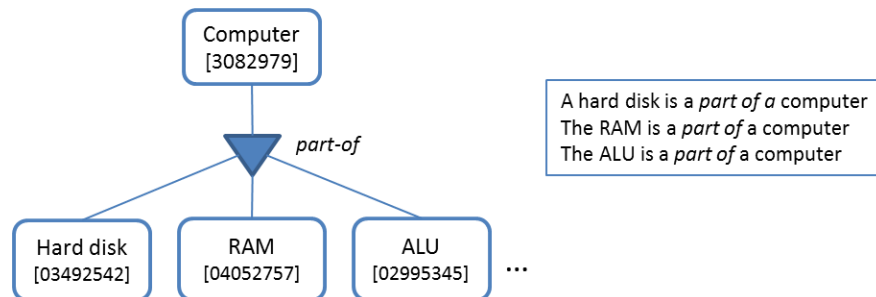 Computer
[3082979]
A hard disk is a part of a computer
The RAM is a part of a computer
The ALU is a part of a computer
part-of
Hard disk
[03492542]
RAM
[04052757]
ALU
[02995345]
...